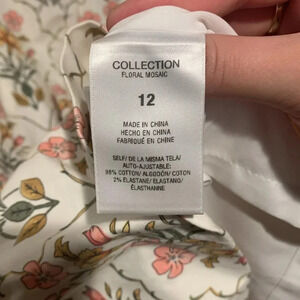 COLLECTION
FLORAL MOSAIC
12
MADE IN CHINA
HECHO EN CHINA
FABRIQUÉ EN CHINE
SELF/ DE LA MISMA TELA/
AUTO-AJUSTABLE:
98% COTTON/ ALGODÓN/ COTON
2% ELASTANE/ ELASTANO/
ÉLASTHANNE